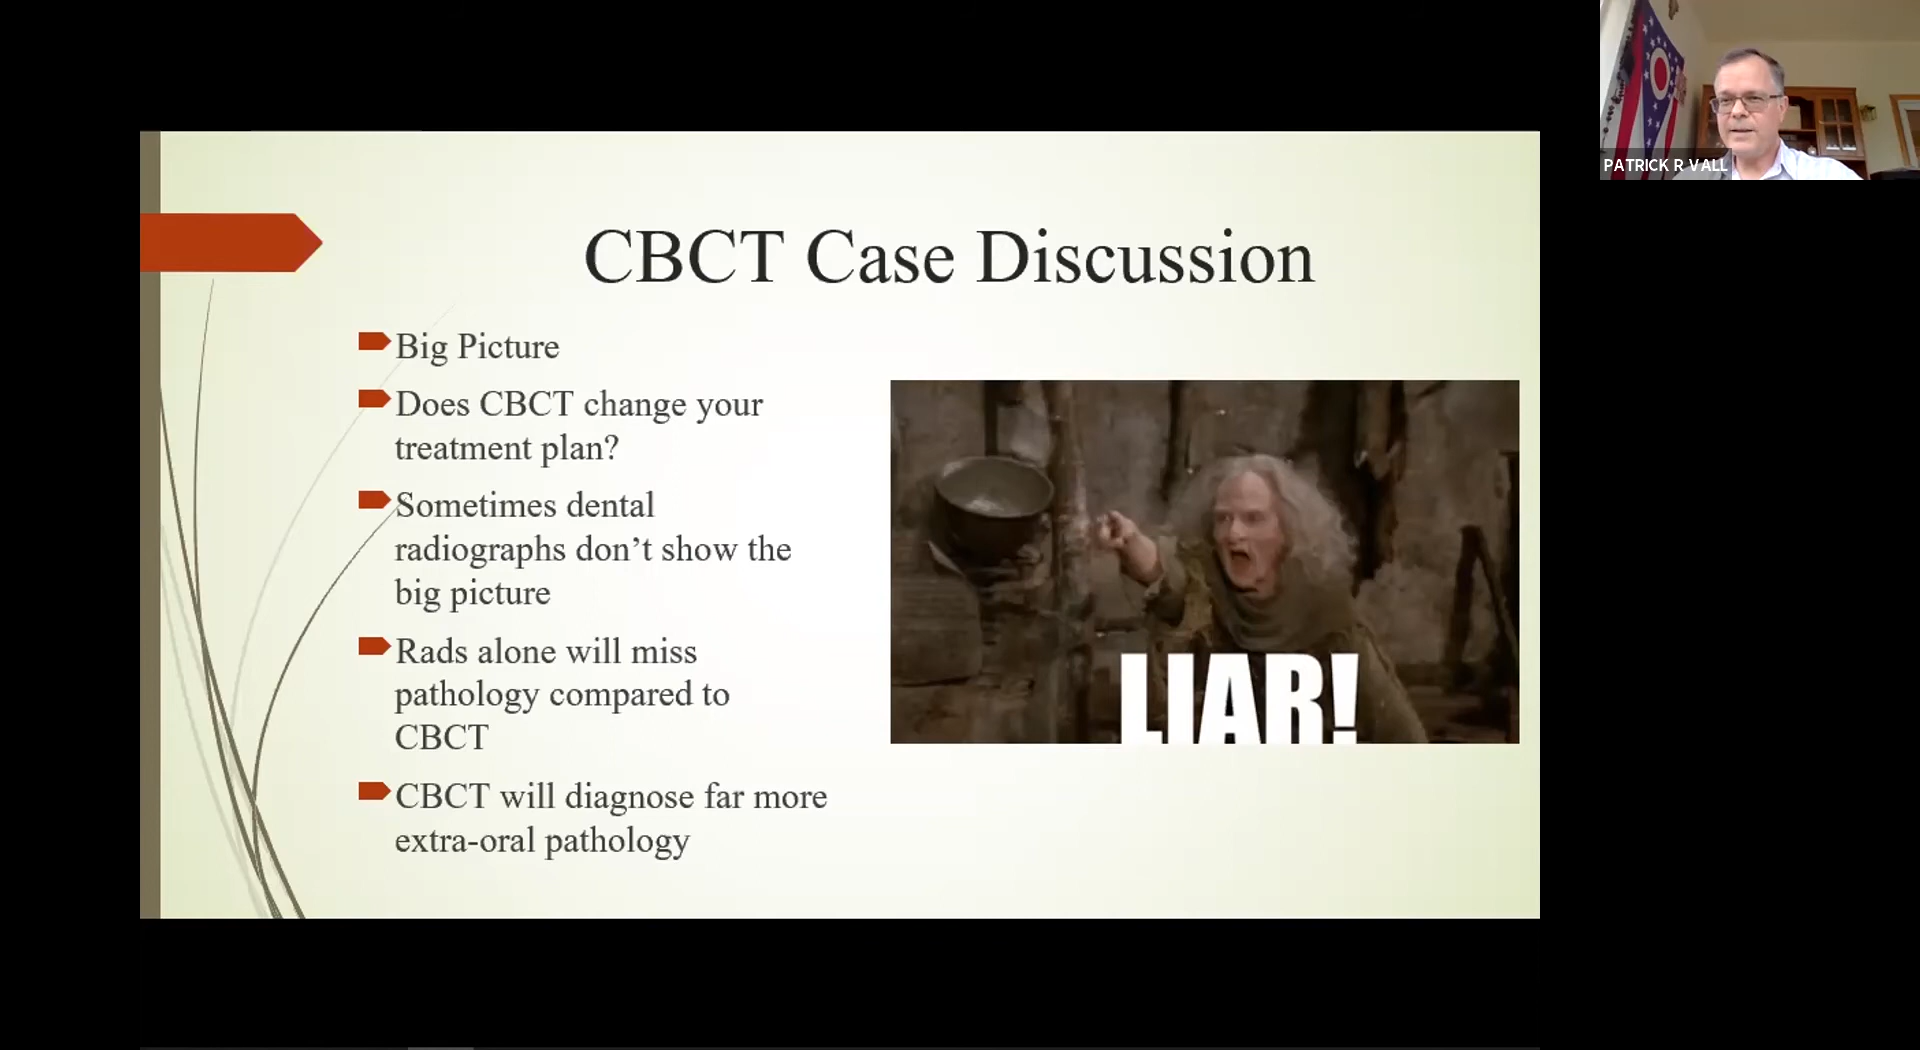 PATRICK R VALL
CBCT Case Discussion
Big Picture
Does CBCT change your
treatment plan?
Sometimes dental
radiographs don’t show the
big picture
Rads alone will miss
pathology compared to
CBCT
CBCT will diagnose far more
extra-oral pathology
LIAR!